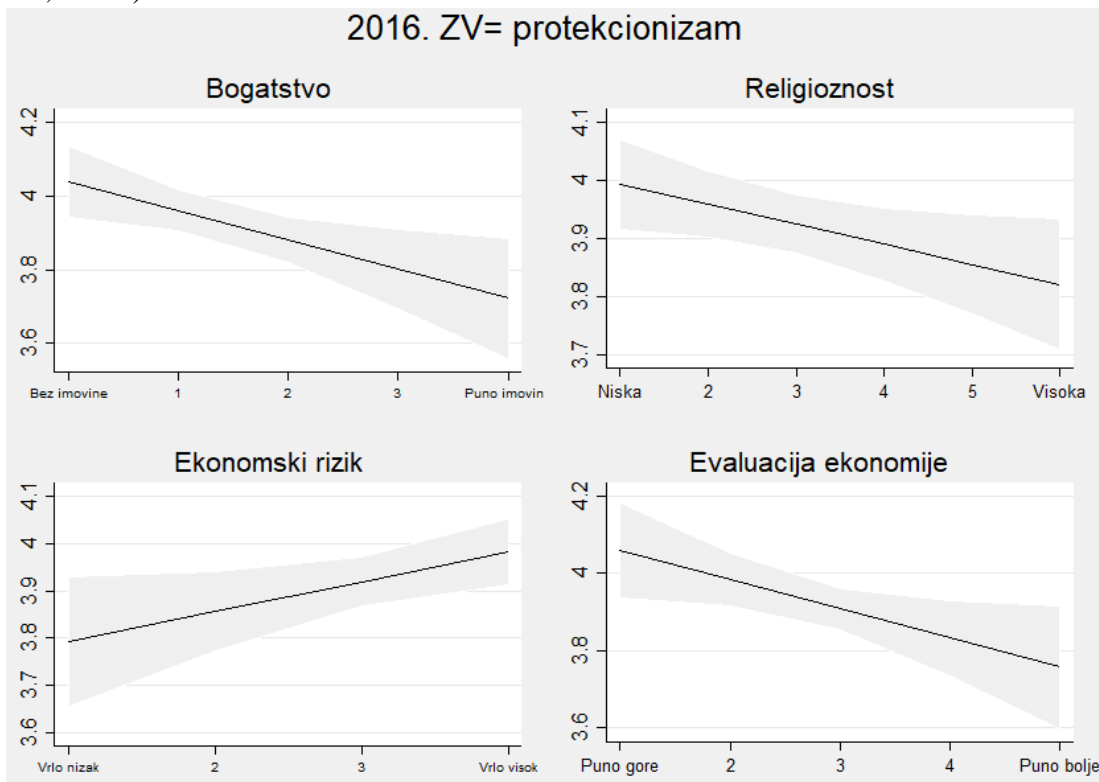 2016. ZV= protekcionizam
Bogatstvo
4.2
4
3.8
3.6
Bez imovine 1 2 3 Puno imovin
Religioznost
4.1
4
3.9
3.8
3.7
Niska 2 3 4 5 Visoka
Ekonomski rizik
4.1
4
3.9
3.8
3.7
3.6
Vrlo nizak 2 3 Vrlo visok
Evaluacija ekonomije
4.2
4
3.8
3.6
Puno gore 2 3 4 Puno bolje